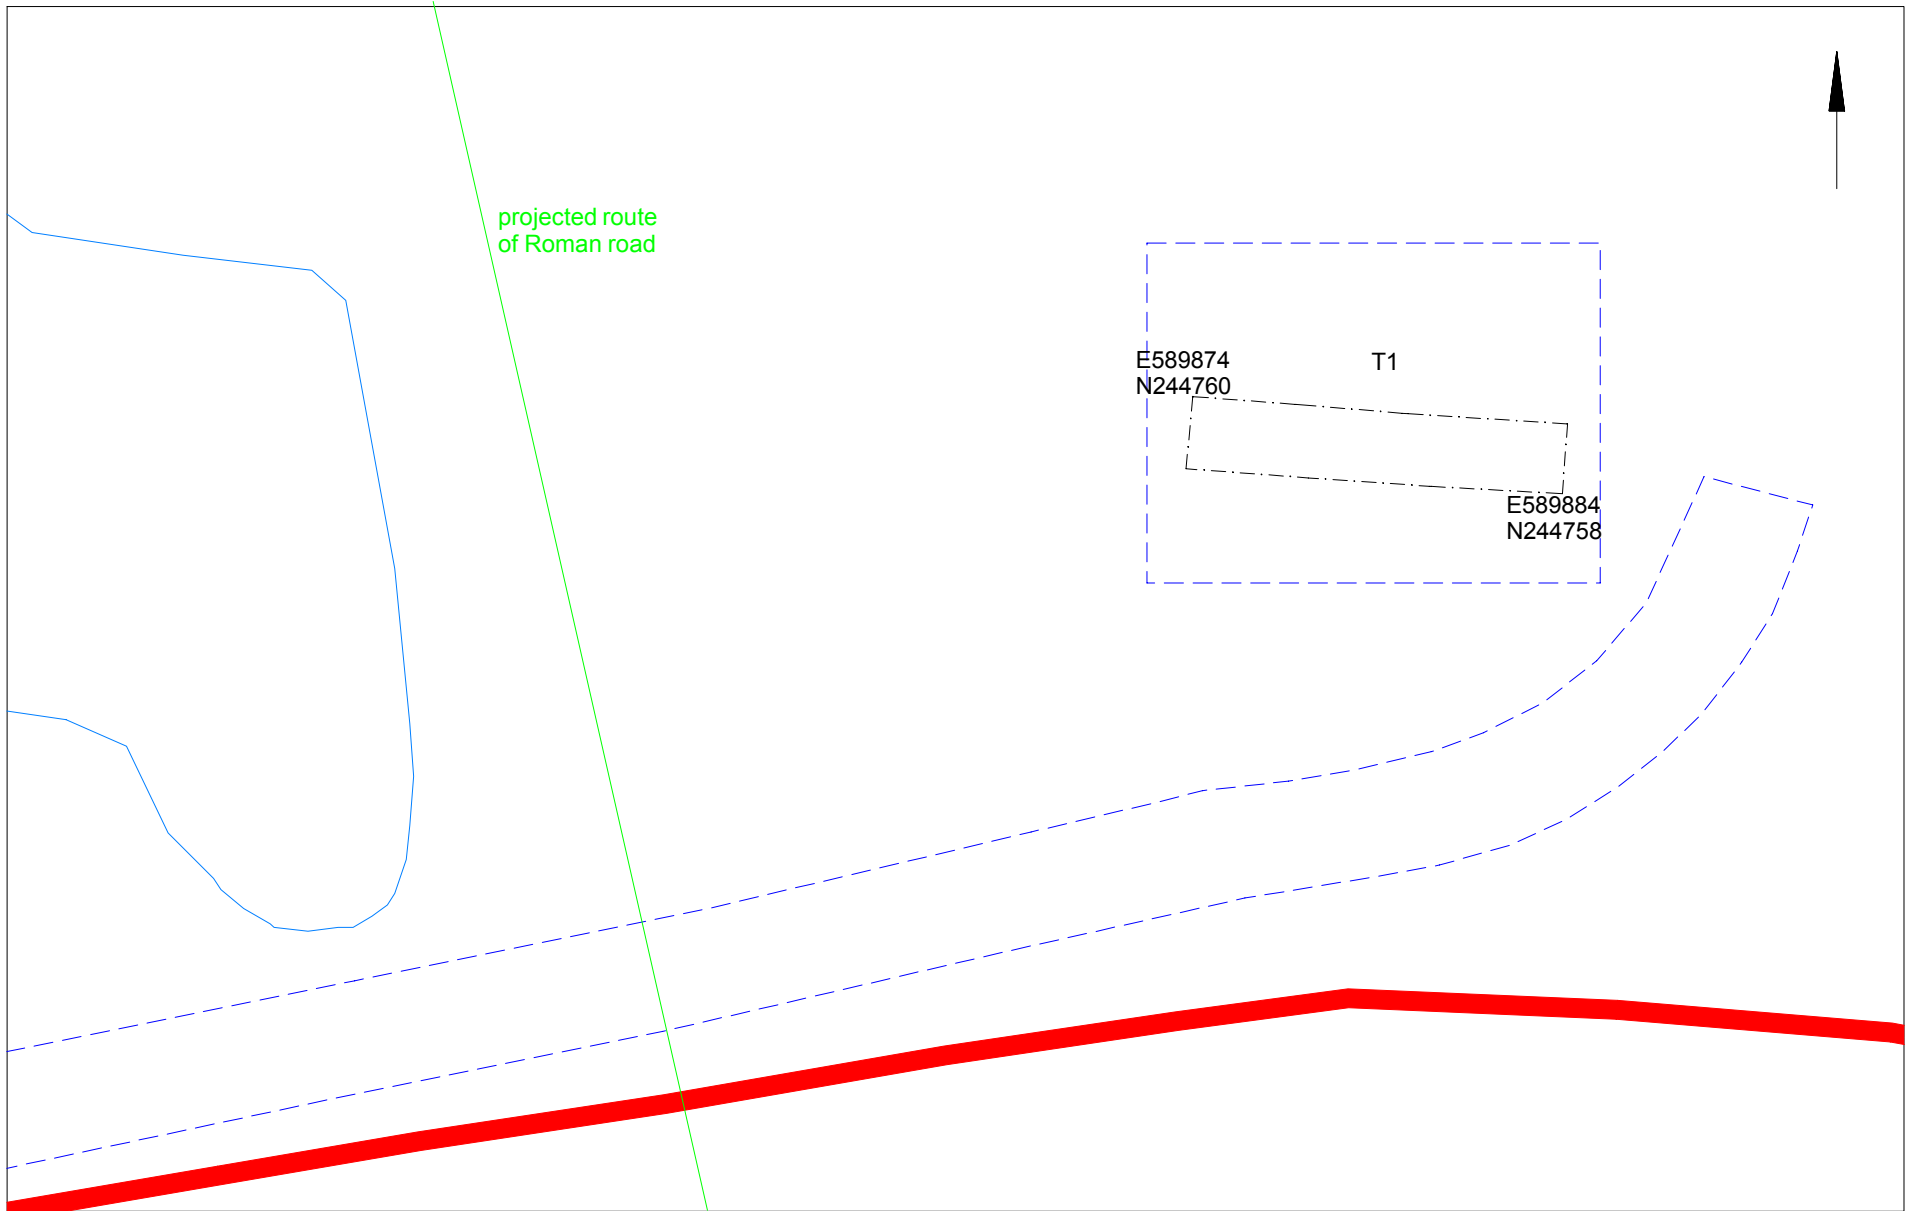 projected route
of Roman road
E589874
N244760
T1
E589884
N244758